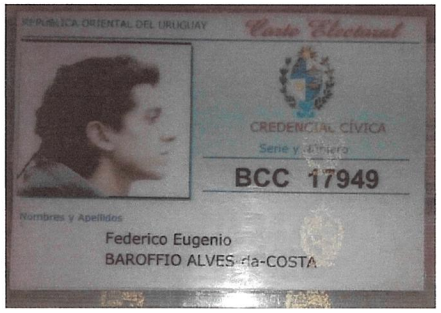 REPUBLICA ORIENTAL DEL URUGUAY
Corte Electoral
CREDENCIAL CÍVICA
Serie y Número
BCC 17949
Nombres y Apellidos
Federico Eugenio
BAROFFIO ALVES-da-COSTA